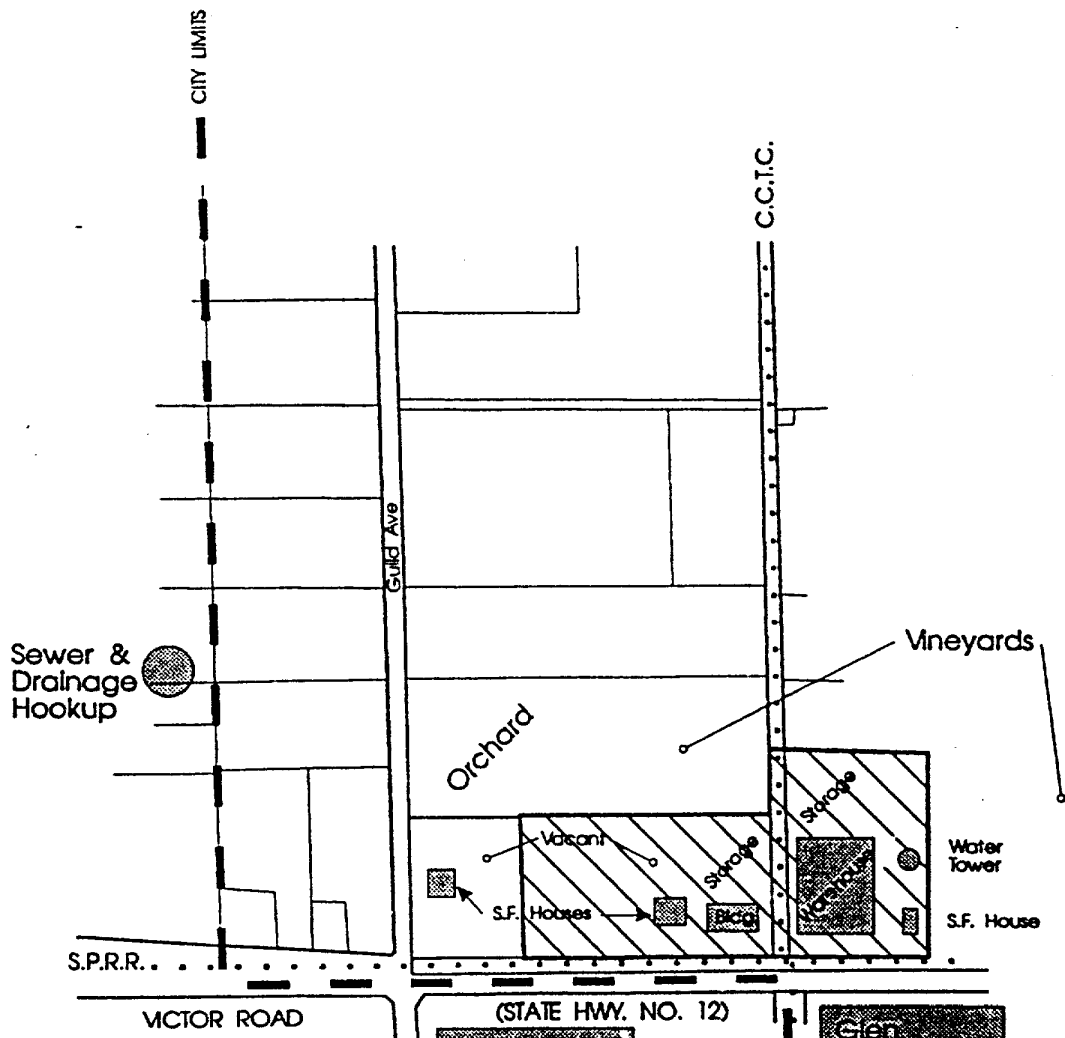 CITY LIMITS
C.C.T.C.
Guild Ave
Sewer &
Drainage
Hookup
Vineyards
Orchard
Storage
Vacant
Storage
Warehouse
Water
Tower
S.F. Houses
Bldg
S.F. House
S.P.R.R.
VICTOR ROAD
(STATE HWY. NO. 12)
Glen